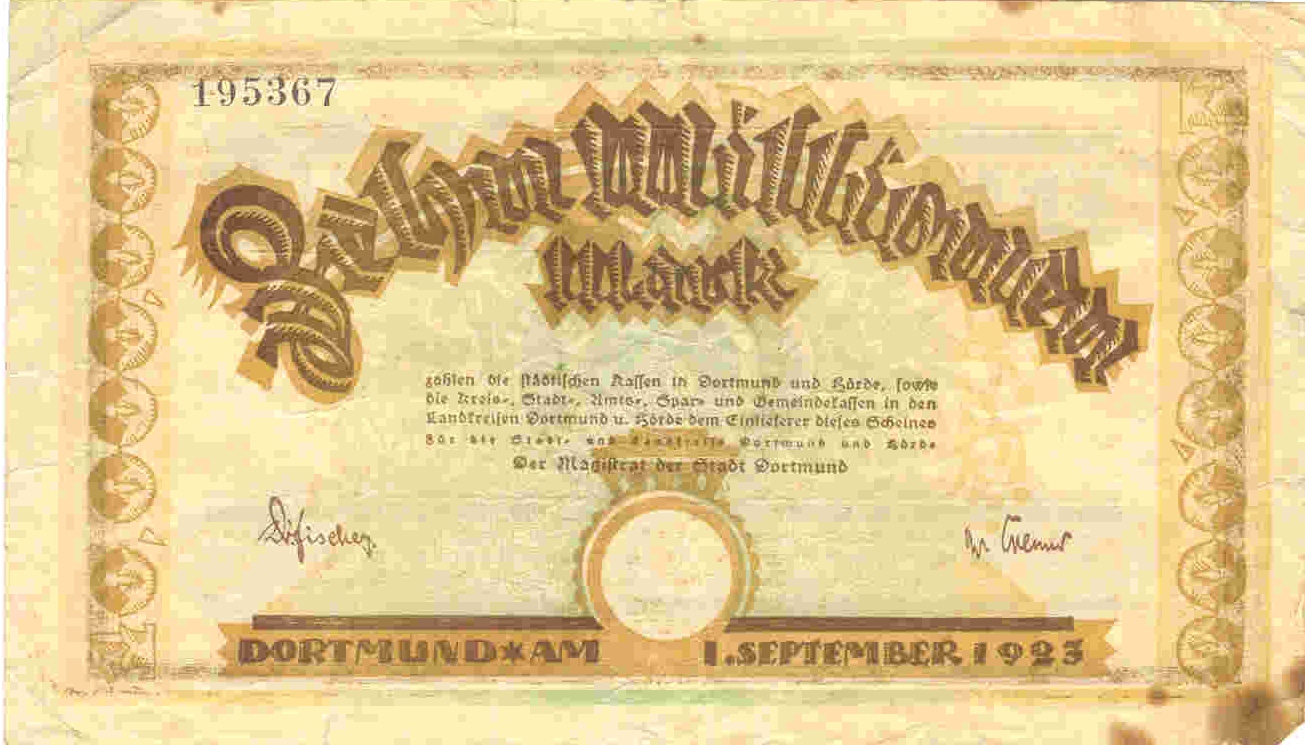 195367
Zehn Millionen
Mark
zahlen die städtischen Kassen in Dortmund und Hörde, sowie
die Kreis-, Stadt-, Amts-, Spar- und Gemeindekassen in den
Landkreisen Dortmund u. Hörde dem Einlieferer dieses Scheines
Für die Stadt- und Landkreise Dortmund und Hörde
Der Magistrat der Stadt Dortmund
DORTMUND*AM 1. SEPTEMBER 1923